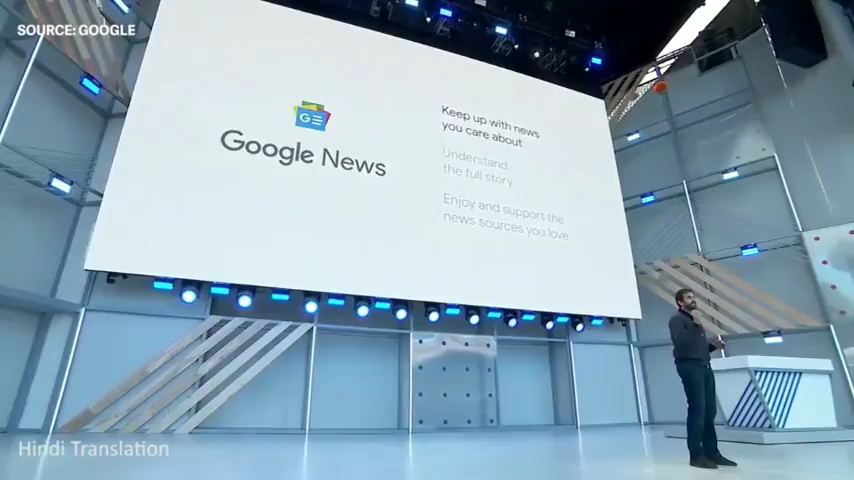 SOURCE: GOOGLE
GE
Google News
Keep up with news
you care about
Understand
the full story
Enjoy and support the
news sources you love
Hindi Translation